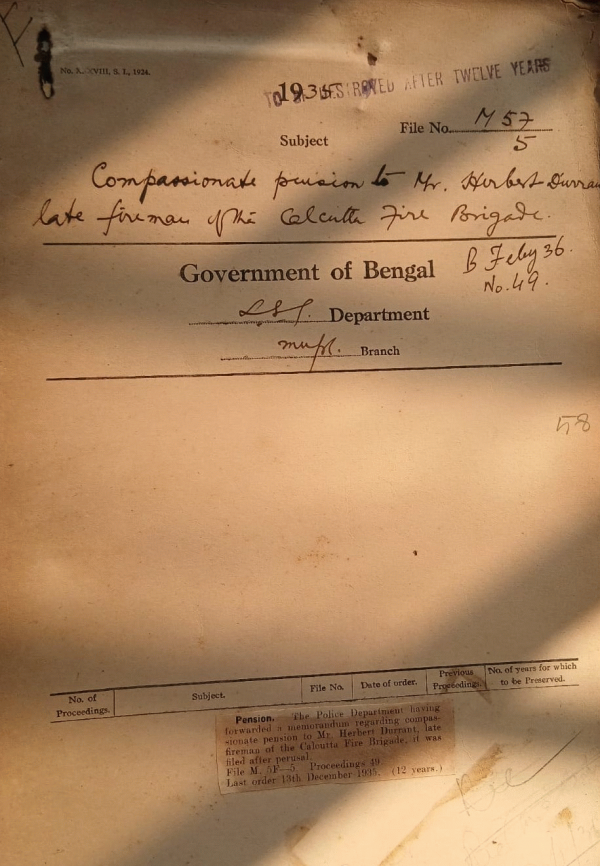 No. XXXVIII, S. I., 1924.
1935
TO BE DESTROYED AFTER TWELVE YEARS
File No. M 57/5
Subject
Compassionate pension to Mr. Herbert Durran
late fireman of the Calcutta Fire Brigade.
B Feby 36.
No. 49.
Government of Bengal
LSG. Department
Mupl. Branch
58
No. of Proceedings.
Subject.
File No.
Date of order.
Previous Proceedings.
No. of years for which to be Preserved.
Pension. The Police Department having
forwarded a memorandum regarding compas-
sionate pension to Mr. Herbert Durrant, late
fireman of the Calcutta Fire Brigade, it was
filed after perusal.
File M. 5F—5. Proceedings 49.
Last order 13th December 1935. (12 years.)